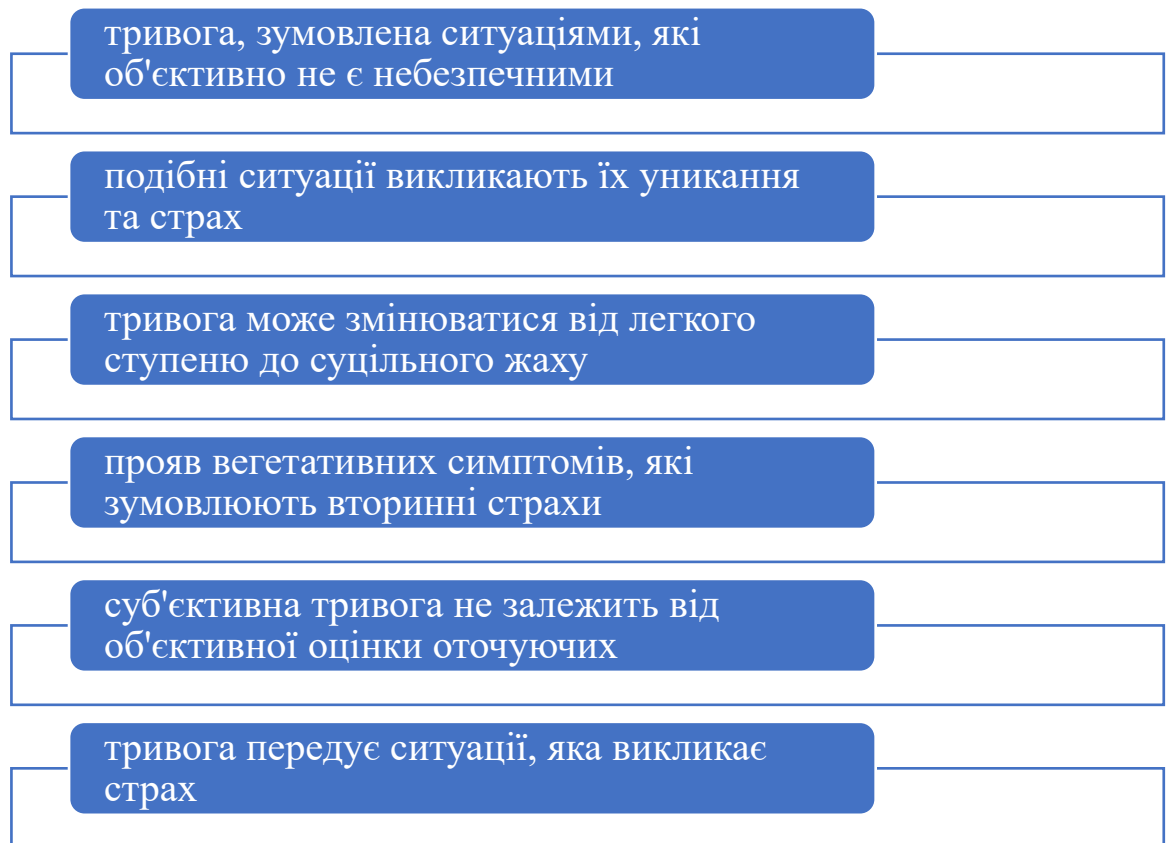 тривога, зумовлена ситуаціями, які
об'єктивно не є небезпечними
подібні ситуації викликають їх уникання
та страх
тривога може змінюватися від легкого
ступеню до суцільного жаху
прояв вегетативних симптомів, які
зумовлюють вторинні страхи
суб'єктивна тривога не залежить від
об'єктивної оцінки оточуючих
тривога передує ситуації, яка викликає
страх